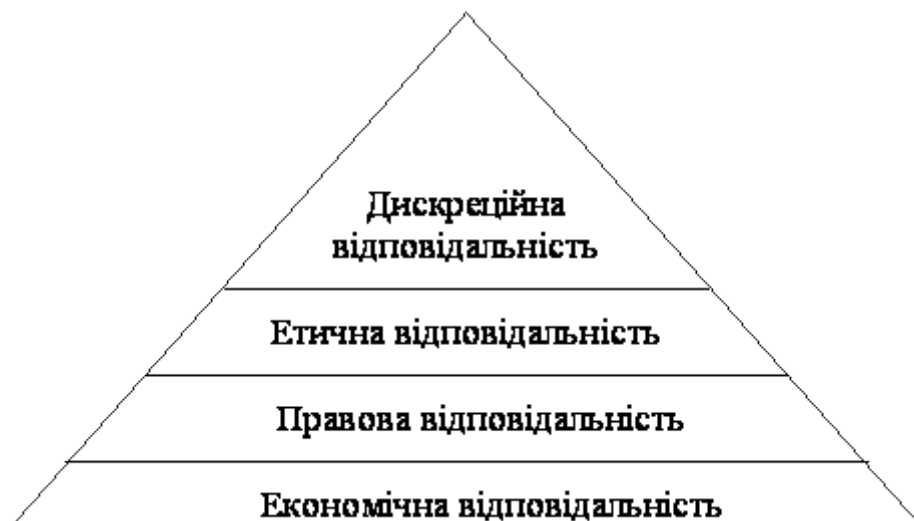 Дискреційна
відповідальність
Етична відповідальність
Правова відповідальність
Економічна відповідальність